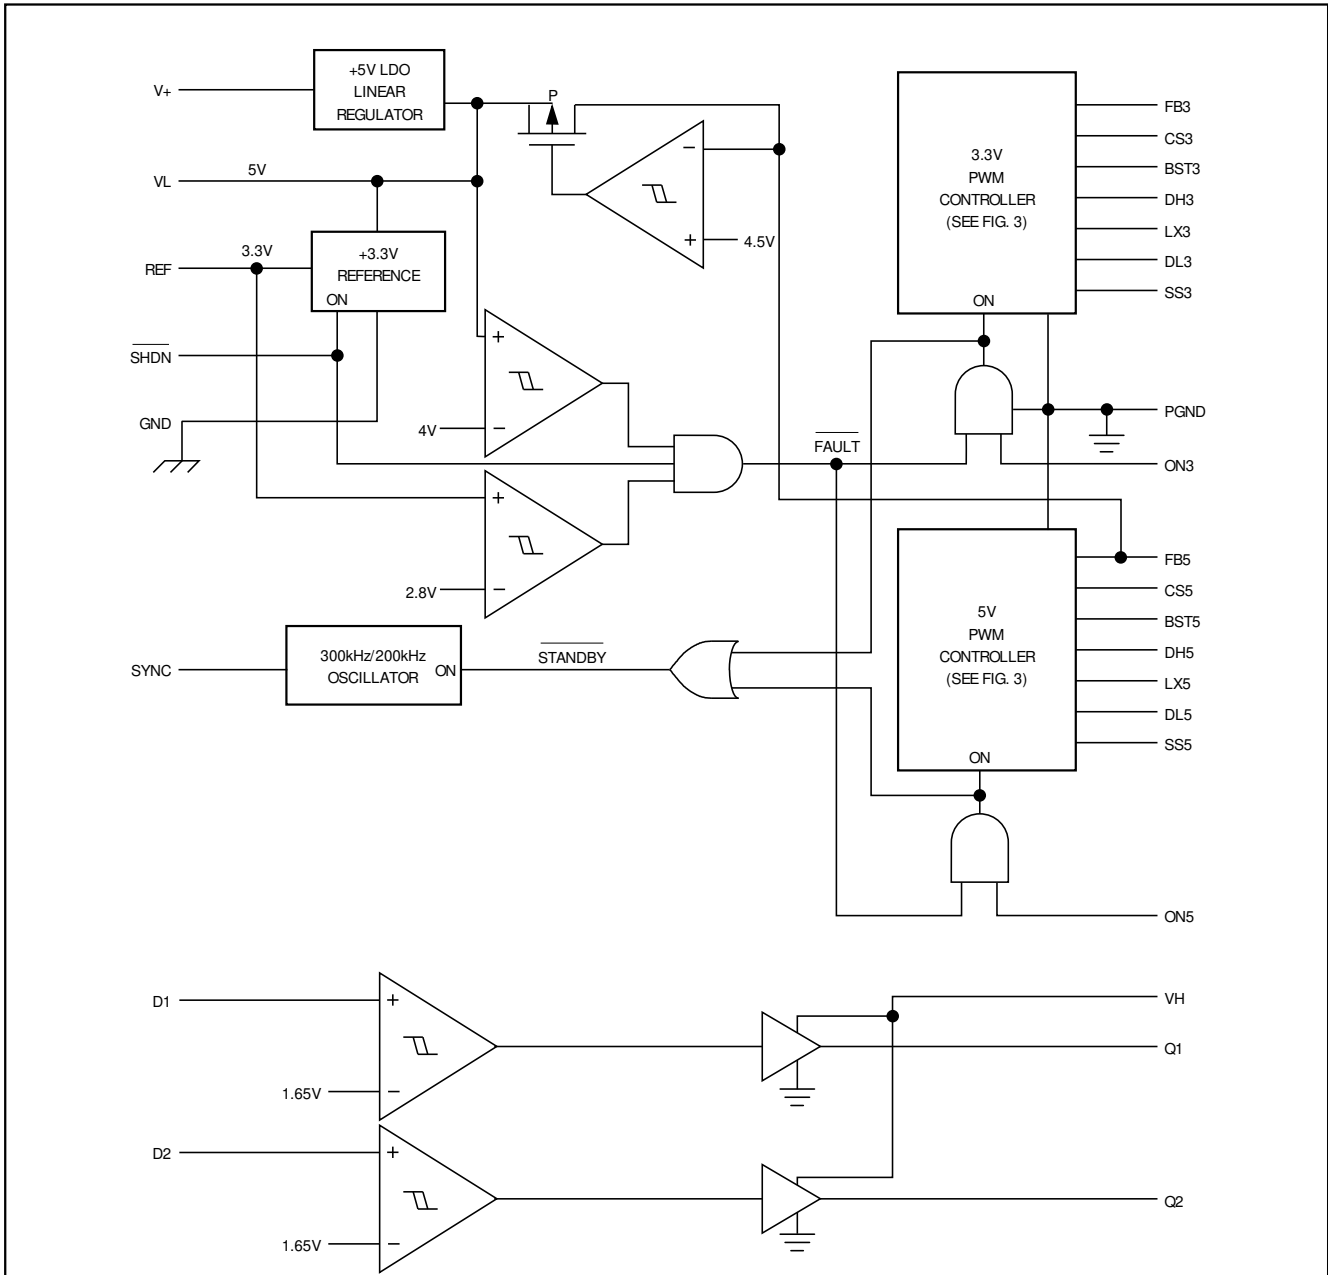 +5V LDO
LINEAR
REGULATOR
V+
P
VL
5V
4.5V
3.3V
PWM
CONTROLLER
(SEE FIG. 3)
ON
FB3
CS3
BST3
DH3
LX3
DL3
SS3
REF
3.3V
+3.3V
REFERENCE
ON
SHDN
GND
+
−
+
−
4V
+
−
2.8V
FAULT
PGND
ON3
SYNC
300kHz/200kHz
OSCILLATOR
ON
STANDBY
5V
PWM
CONTROLLER
(SEE FIG. 3)
ON
FB5
CS5
BST5
DH5
LX5
DL5
SS5
ON5
D1
+
−
1.65V
VH
Q1
D2
+
−
1.65V
Q2